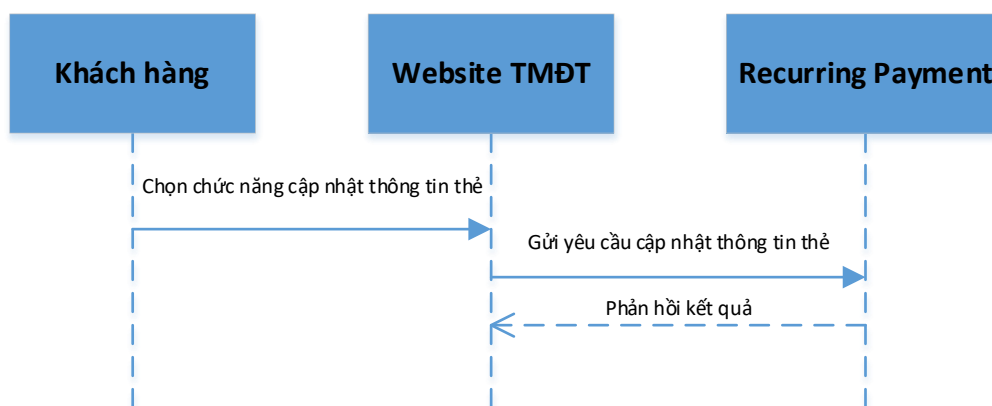 Khách hàng
Website TMĐT
Recurring Payment
Chọn chức năng cập nhật thông tin thẻ
Gửi yêu cầu cập nhật thông tin thẻ
Phản hồi kết quả